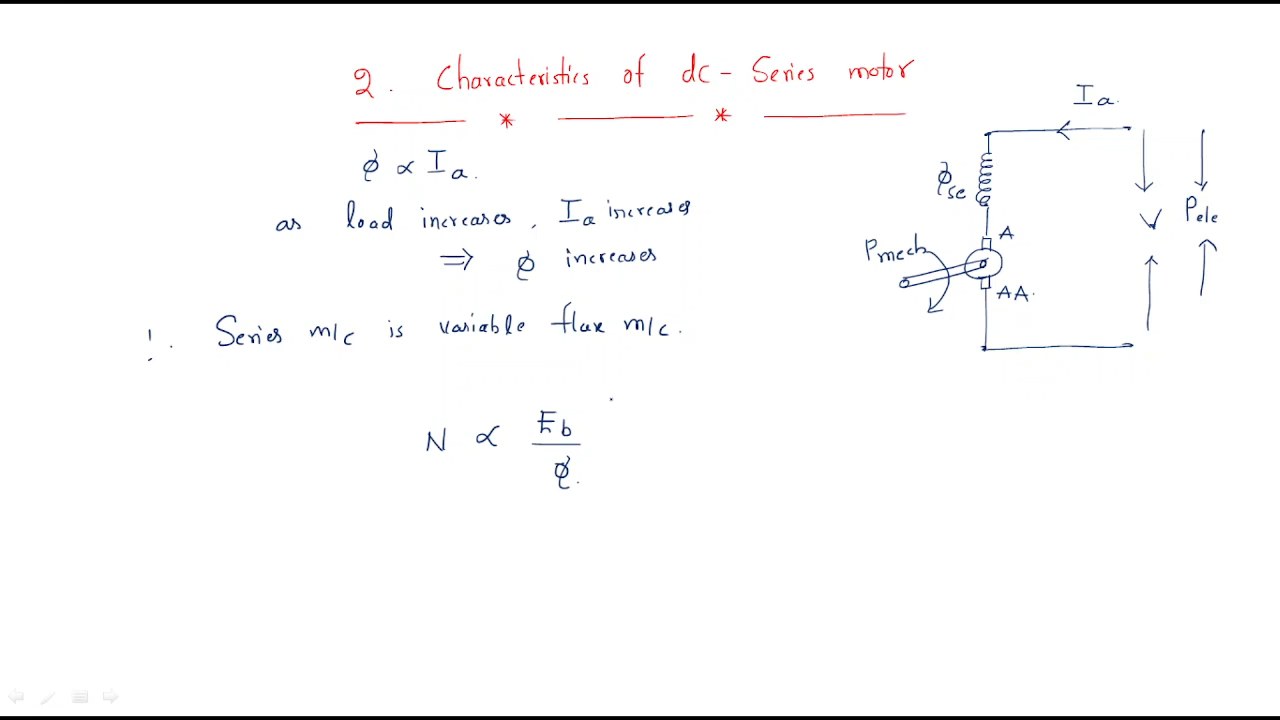 2. Characteristics of dc - Series motor
ϕ ∝ Ia.
as load increases, Ia increases
⇒ ϕ increases
∴ Series m/c is variable flux m/c.
N ∝ Eb/ϕ.
Ia.
ϕse
A
V
Pele
Pmech
AA.